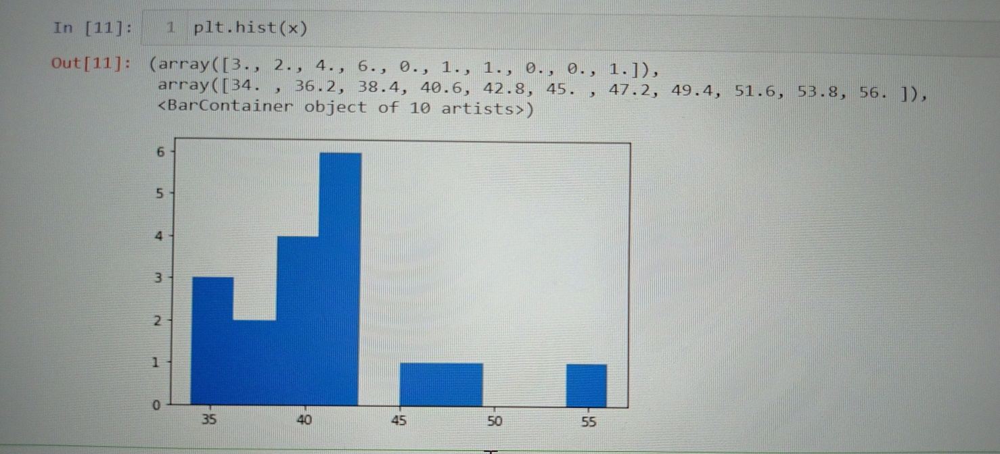 In [11]: 1 plt.hist(x)
Out[11]: (array([3., 2., 4., 6., 0., 1., 1., 0., 0., 1.]),
array([34. , 36.2, 38.4, 40.6, 42.8, 45. , 47.2, 49.4, 51.6, 53.8, 56. ]),
<BarContainer object of 10 artists>)
6
5
4
3
2
1
0
35 40 45 50 55